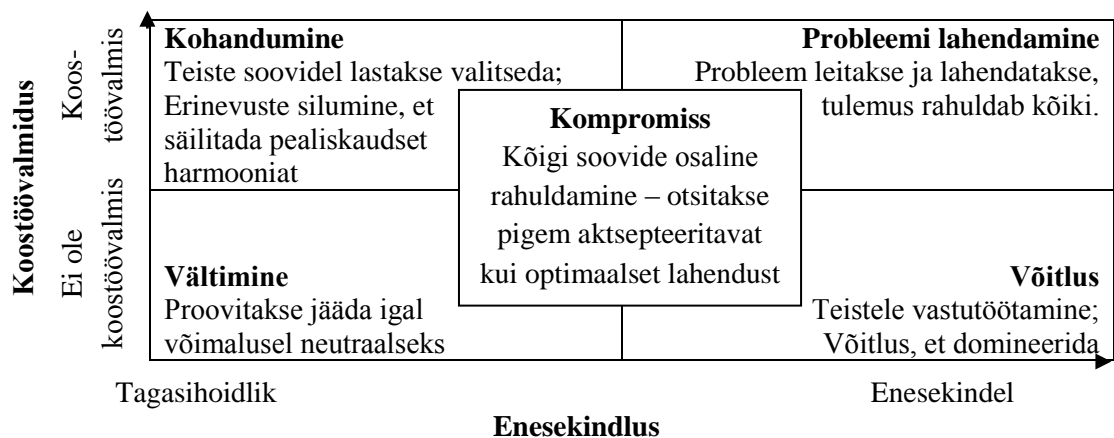 Koostöövalmidus
Koos-
töövalmis
Ei ole
koostöövalmis
Kohandumine
Teiste soovidel lastakse valitseda;
Erinevuste silumine, et
säilitada pealiskaudset
harmooniat
Probleemi lahendamine
Probleem leitakse ja lahendatakse,
tulemus rahuldab kõiki.
Kompromiss
Kõigi soovide osaline
rahuldamine – otsitakse
pigem aktsepteeritavat
kui optimaalset lahendust
Vältimine
Proovitakse jääda igal
võimalusel neutraalseks
Võitlus
Teistele vastutöötamine;
Võitlus, et domineerida
Tagasihoidlik
Enesekindel
Enesekindlus